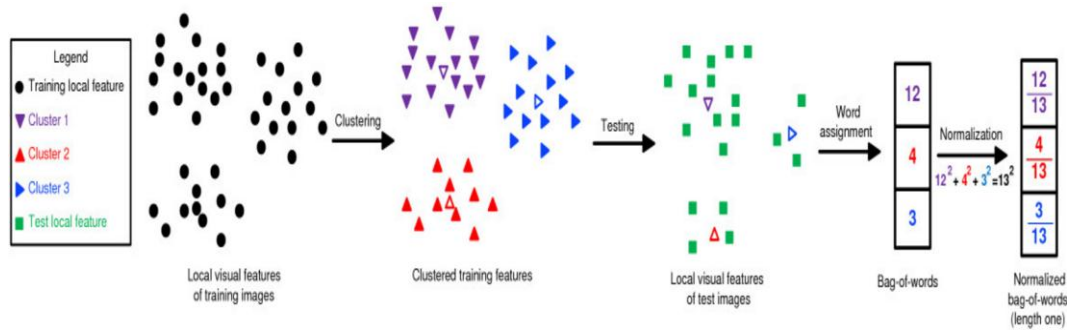 Legend
Training local feature
Cluster 1
Cluster 2
Cluster 3
Test local feature
Local visual features
of training images
Clustering
Clustered training features
Testing
Local visual features
of test images
Word
assignment
12
4
3
Bag-of-words
Normalization
12² + 4² + 3² =13²
12
13
4
13
3
13
Normalized
bag-of-words
(length one)